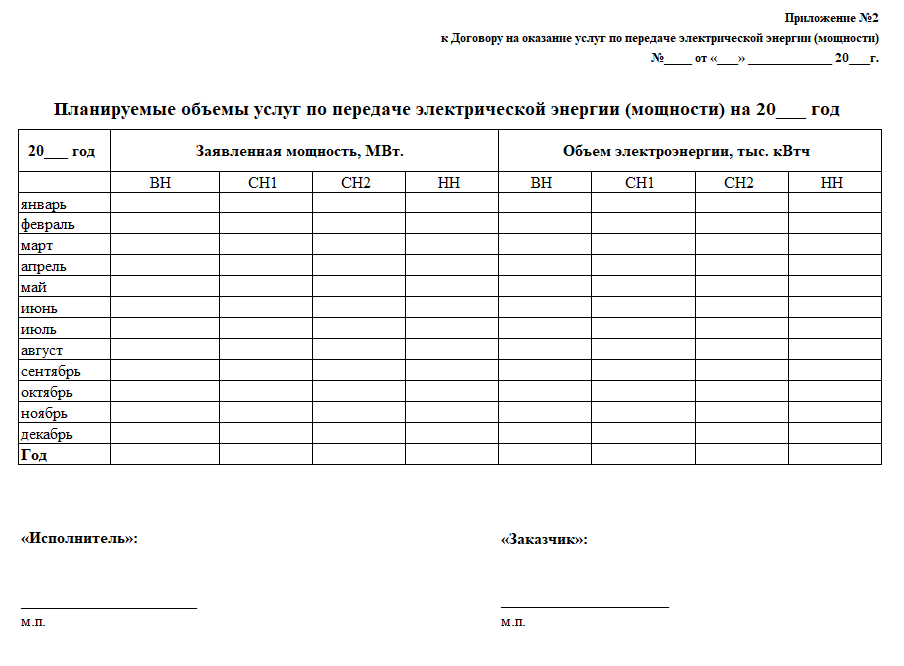 Приложение №2
к Договору на оказание услуг по передаче электрической энергии (мощности)
№____ от «___» ____________ 20___г.
Планируемые объемы услуг по передаче электрической энергии (мощности) на 20___ год
20___ год Заявленная мощность, МВт. Объем электроэнергии, тыс. кВтч
ВН СН1 СН2 НН ВН СН1 СН2 НН
январь
февраль
март
апрель
май
июнь
июль
август
сентябрь
октябрь
ноябрь
декабрь
Год
«Исполнитель»: «Заказчик»:
м.п. м.п.